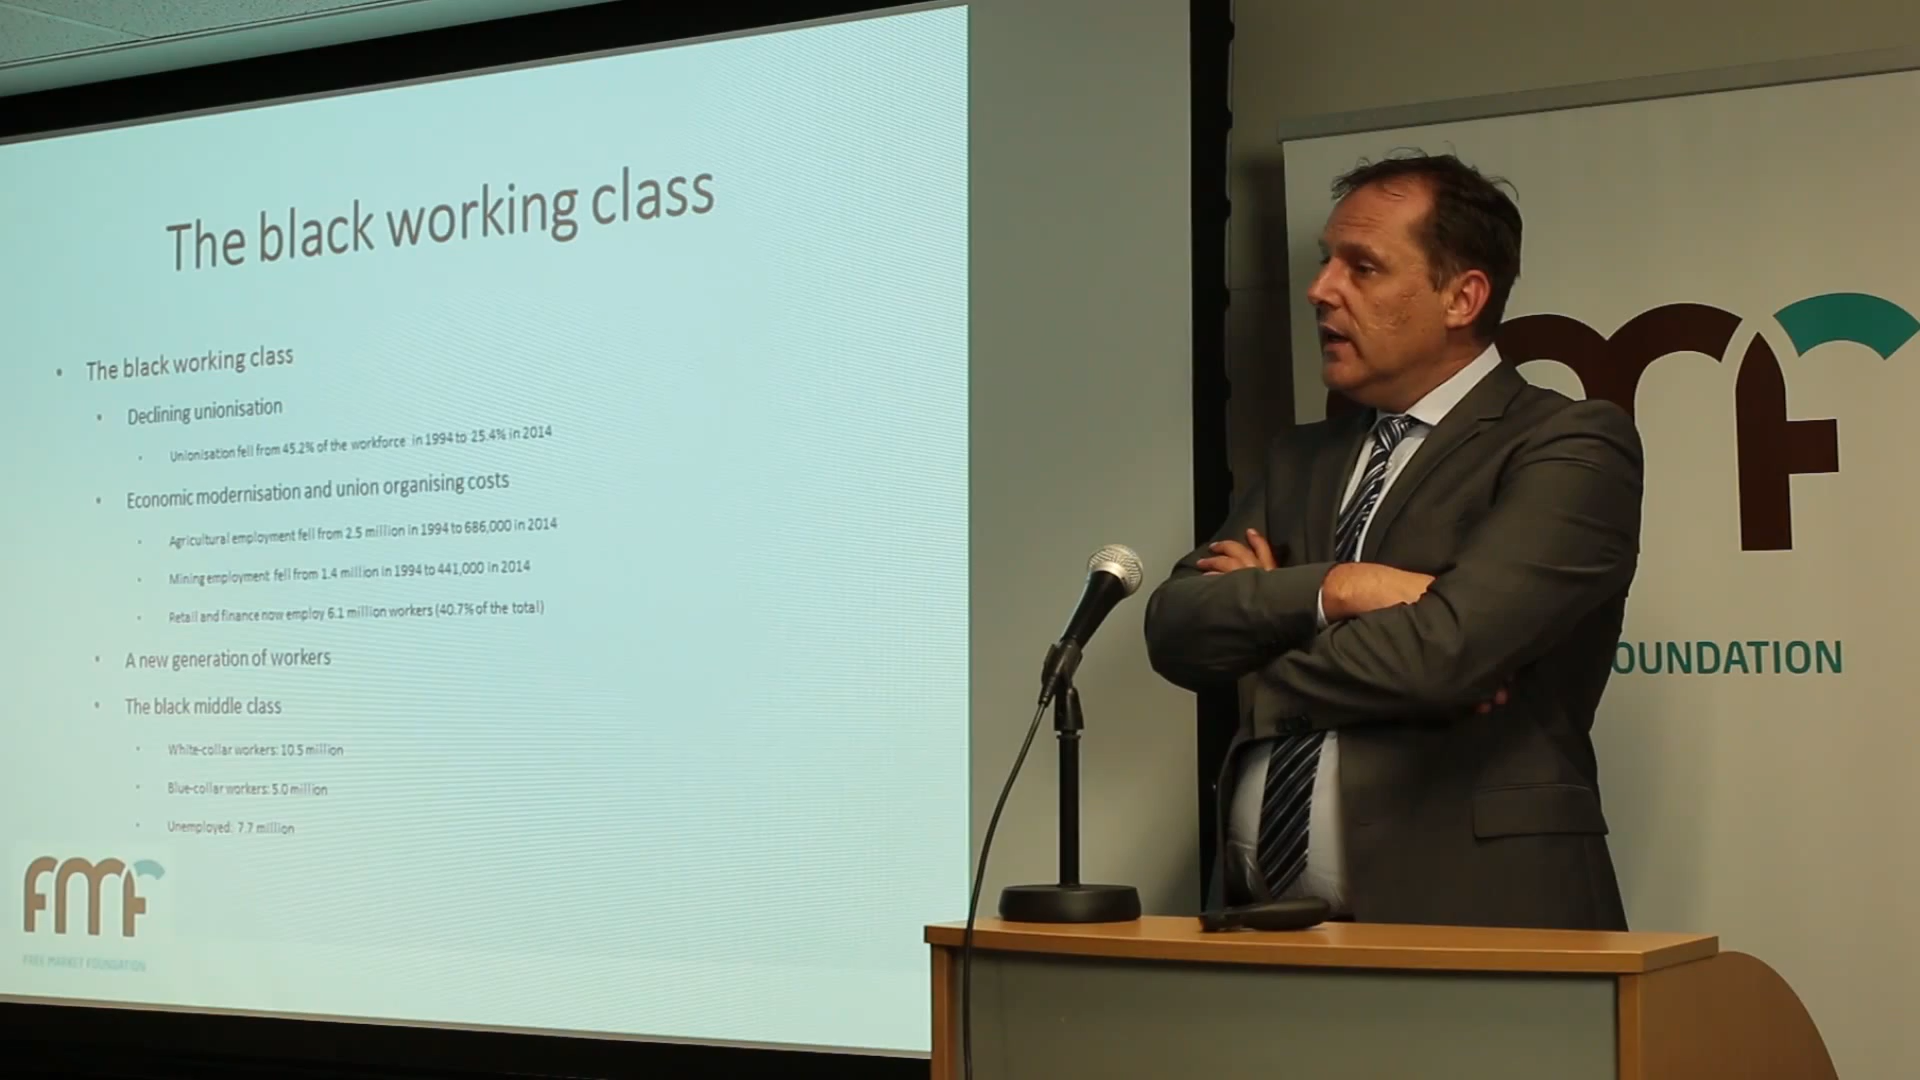 The black working class
The black working class
Declining unionisation
Unionisation fell from 45.2% of the workforce in 1994 to 25.4% in 2014
Economic modernisation and union organising costs
Agricultural employment fell from 2.5 million in 1994 to 686,000 in 2014
Mining employment fell from 1.4 million in 1994 to 441,000 in 2014
Retail and finance now employ 6.1 million workers (40.7% of the total)
A new generation of workers
The black middle class
White-collar workers: 10.5 million
Blue-collar workers: 5.0 million
Unemployed: 7.7 million
FMF
FREE MARKET FOUNDATION
mF
OUNDATION